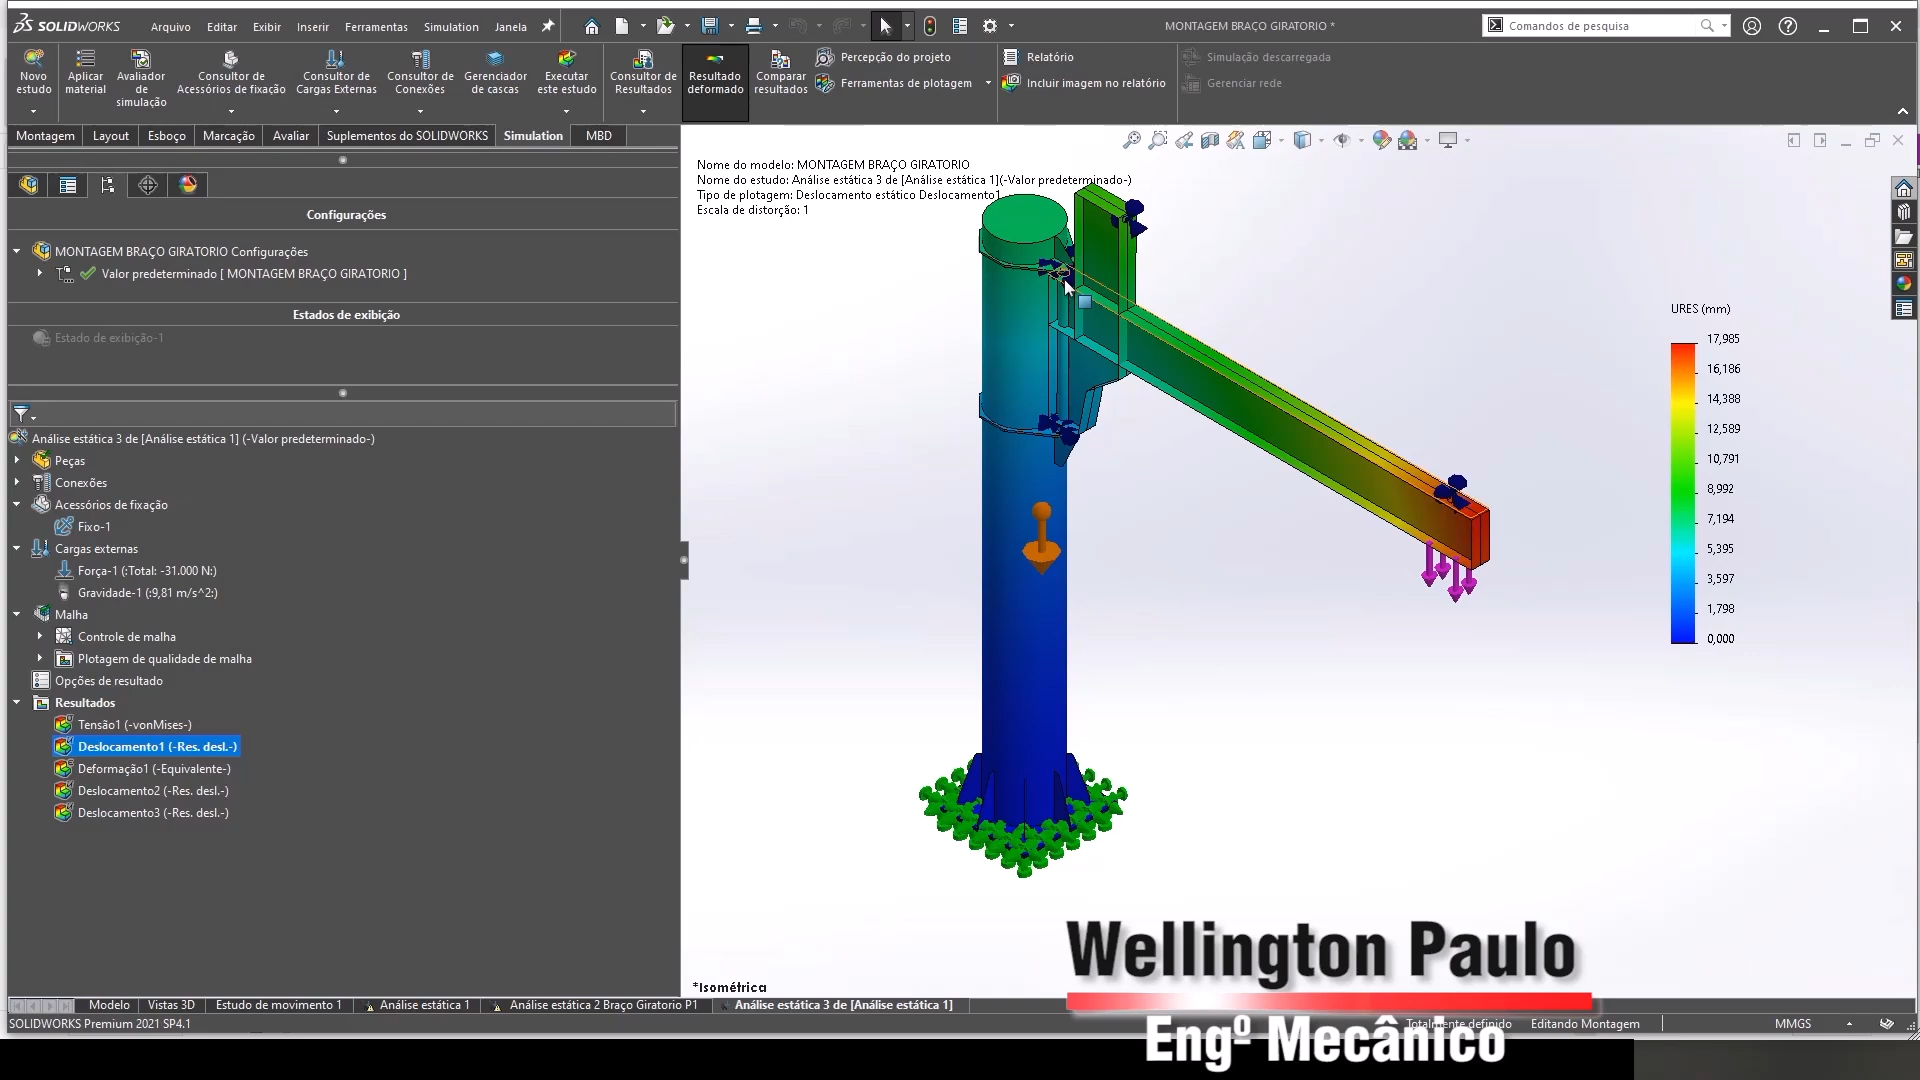 SOLIDWORKS
Arquivo Editar Exibir Inserir Ferramentas Simulation Janela
MONTAGEM BRAÇO GIRATORIO *
Comandos de pesquisa
Novo estudo
Aplicar material
Avaliador de simulação
Consultor de Acessórios de fixação
Consultor de Cargas Externas
Consultor de Conexões
Gerenciador de cascas
Executar este estudo
Consultor de Resultados
Resultado deformado
Comparar resultados
Percepção do projeto
Ferramentas de plotagem
Relatório
Incluir imagem no relatório
Simulação descarregada
Gerenciar rede
Montagem Layout Esboço Marcação Avaliar Suplementos do SOLIDWORKS Simulation MBD
Configurações
MONTAGEM BRAÇO GIRATORIO Configurações
Valor predeterminado [ MONTAGEM BRAÇO GIRATORIO ]
Estados de exibição
Estado de exibição-1
Análise estática 3 de [Análise estática 1] (-Valor predeterminado-)
Peças
Conexões
Acessórios de fixação
Fixo-1
Cargas externas
Força-1 (:Total: -31.000 N:)
Gravidade-1 (:9,81 m/s^2:)
Malha
Controle de malha
Plotagem de qualidade de malha
Opções de resultado
Resultados
Tensão1 (-vonMises-)
Deslocamento1 (-Res. desl.-)
Deformação1 (-Equivalente-)
Deslocamento2 (-Res. desl.-)
Deslocamento3 (-Res. desl.-)
Nome do modelo: MONTAGEM BRAÇO GIRATORIO
Nome do estudo: Análise estática 3 de [Análise estática 1](-Valor predeterminado-)
Tipo de plotagem: Deslocamento estático Deslocamento1
Escala de distorção: 1
URES (mm)
17,985
16,186
14,388
12,589
10,791
8,992
7,194
5,395
3,597
1,798
0,000
*Isométrica
Wellington Paulo
Engº Mecânico
Modelo Vistas 3D Estudo de movimento 1 Análise estática 1 Análise estática 2 Braço Giratorio P1 Análise estática 3 de [Análise estática 1]
SOLIDWORKS Premium 2021 SP4.1
Totalmente definido Editando Montagem MMGS